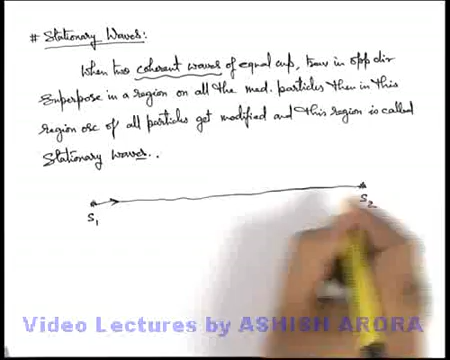 # Stationary Waves:
When two coherent waves of equal amp, trav in opp dir
Superpose in a region on all the med. particles then in this
region osc of all particles get modified and this region is called
Stationary waves..
S1
S2
Video Lectures by ASHISH ARORA